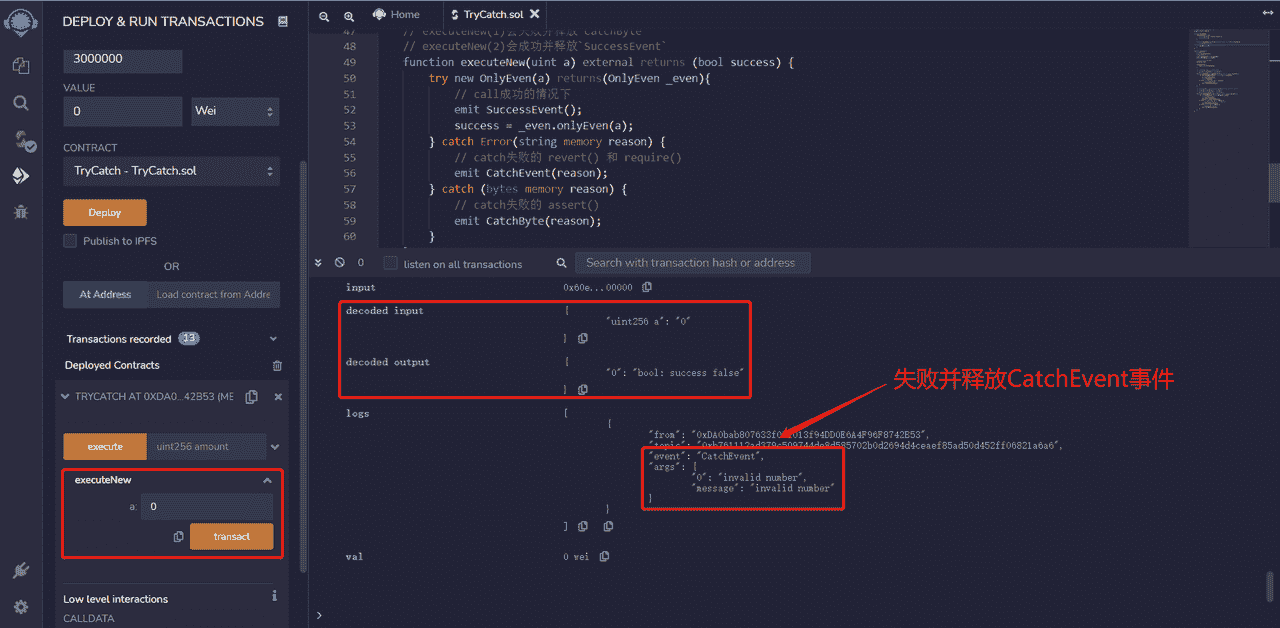 DEPLOY & RUN TRANSACTIONS
3000000
VALUE
0
Wei
CONTRACT
TryCatch - TryCatch.sol
Deploy
Publish to IPFS
OR
At Address
Load contract from Addre
Transactions recorded 13
Deployed Contracts
TRYCATCH AT 0XDA0...42B53 (ME
execute
uint256 amount
executeNew
a:
0
transact
Low level interactions
i
CALLDATA
Home
TryCatch.sol
47
48 // executeNew(2)会成功并释放`SuccessEvent`
49 function executeNew(uint a) external returns (bool success) {
50 try new OnlyEven(a) returns(OnlyEven _even){
51 // call成功的情况下
52 emit SuccessEvent();
53 success = _even.onlyEven(a);
54 } catch Error(string memory reason) {
55 // catch失败的 revert() 和 require()
56 emit CatchEvent(reason);
57 } catch (bytes memory reason) {
58 // catch失败的 assert()
59 emit CatchByte(reason);
60 }
0
listen on all transactions
Search with transaction hash or address
input 0x60e...00000
decoded input {
"uint256 a": "0"
}
decoded output {
"0": "bool: success false"
}
失败并释放CatchEvent事件
logs [
{
"from":
"event": "CatchEvent",
"args": {
"0": "invalid number",
"message": "invalid number"
}
}
]
val 0 wei
>